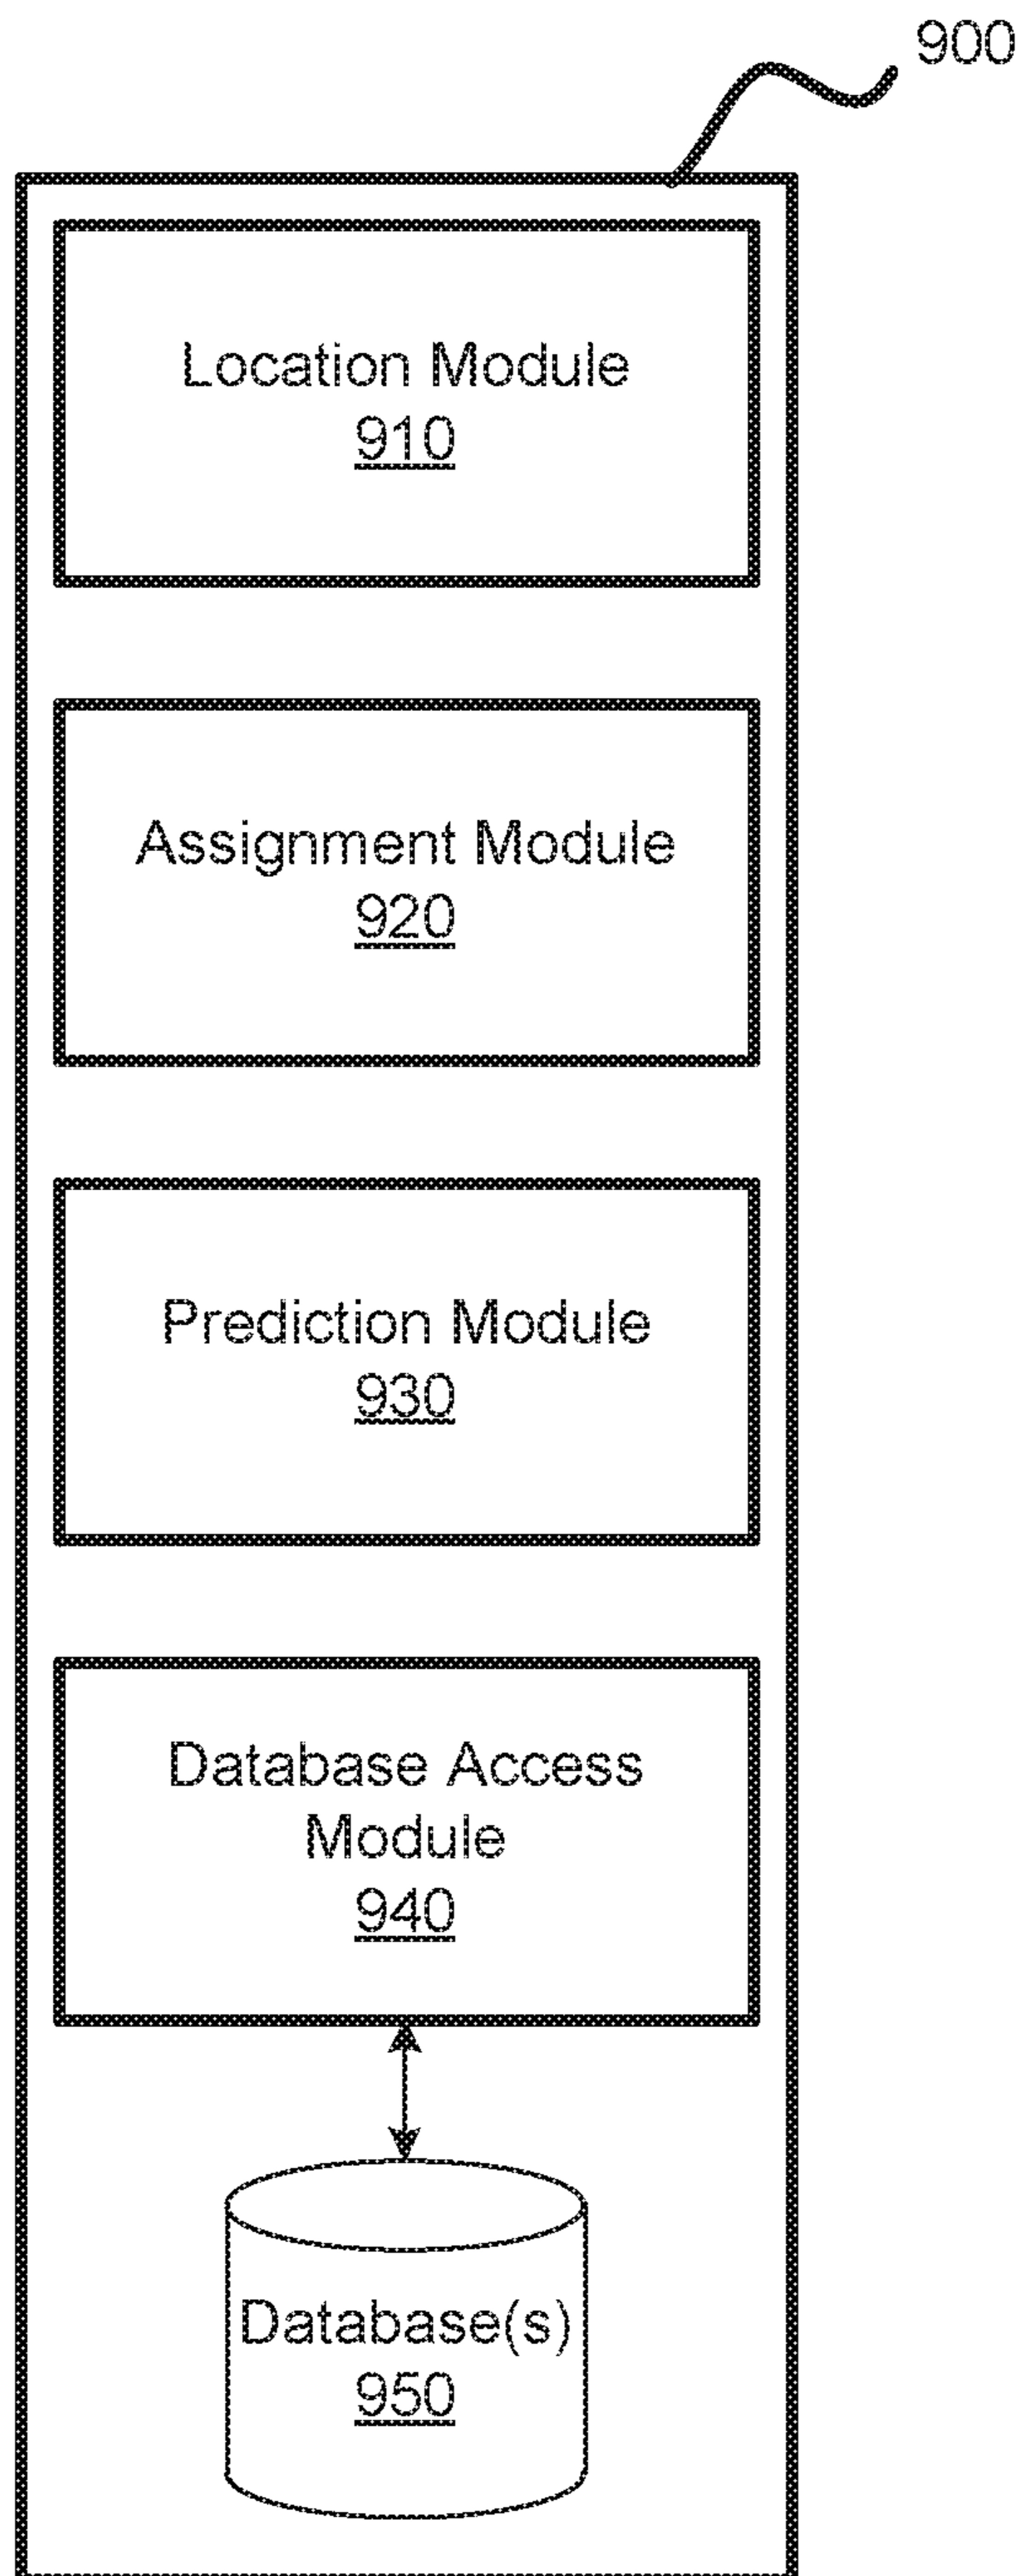 900
Location Module
910
Assignment Module
920
Prediction Module
930
Database Access
Module
940
Database(s)
950